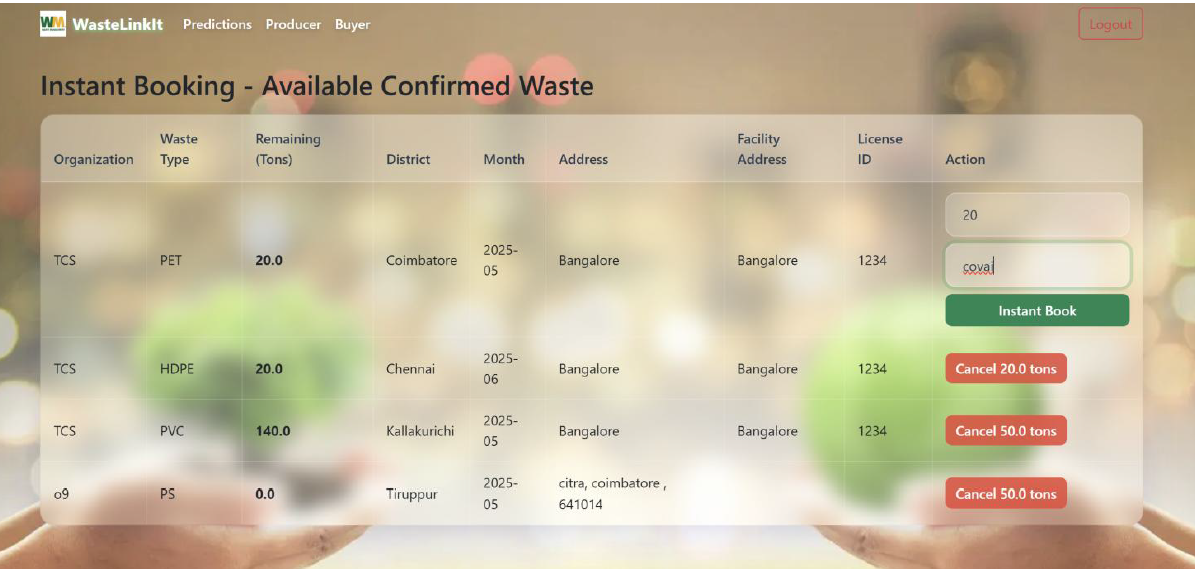 WM WasteLinkIt Predictions Producer Buyer Logout
Instant Booking - Available Confirmed Waste
Organization Waste Type Remaining (Tons) District Month Address Facility Address License ID Action
TCS PET 20.0 Coimbatore 2025-05 Bangalore Bangalore 1234 20
covai
Instant Book
TCS HDPE 20.0 Chennai 2025-06 Bangalore Bangalore 1234 Cancel 20.0 tons
TCS PVC 140.0 Kallakurichi 2025-05 Bangalore Bangalore 1234 Cancel 50.0 tons
o9 PS 0.0 Tiruppur 2025-05 citra, coimbatore , 641014 Cancel 50.0 tons